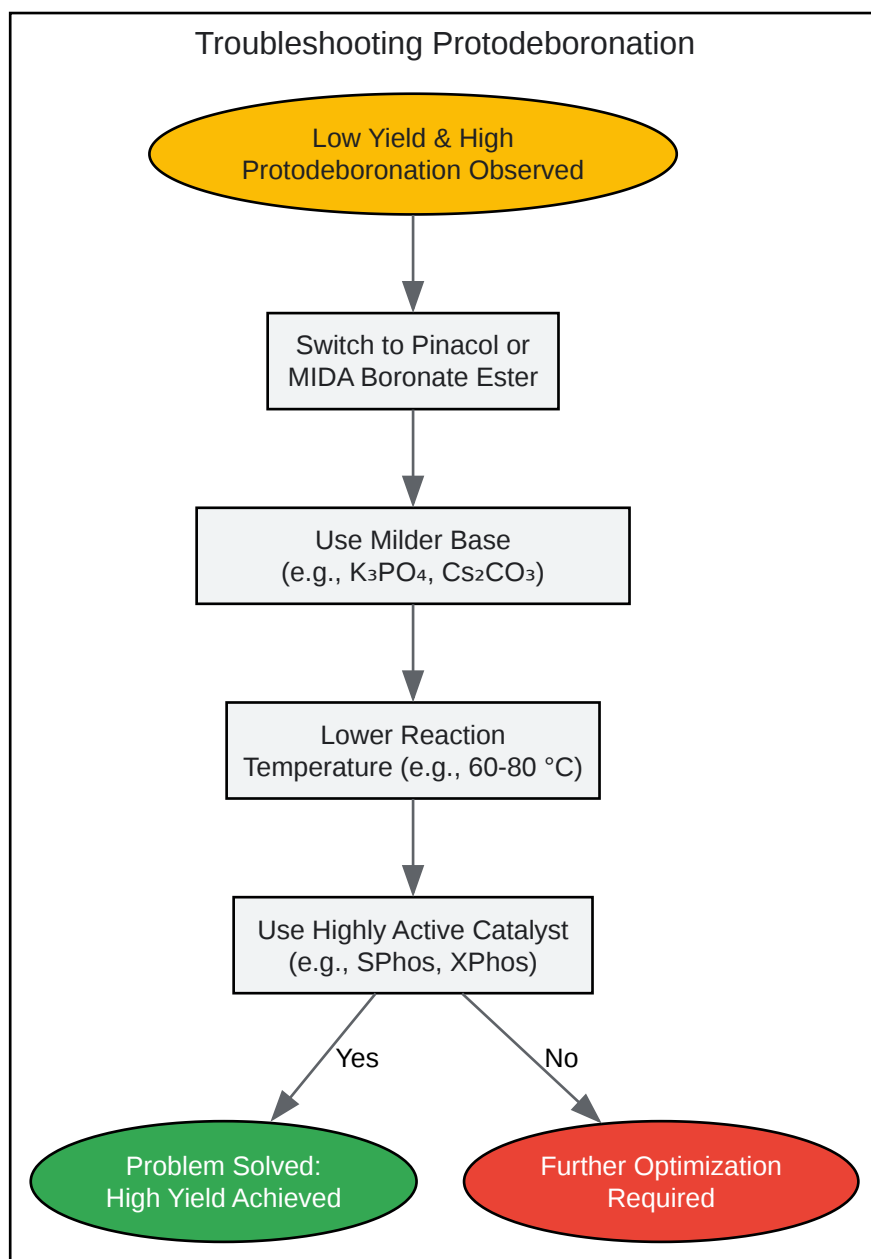 Troubleshooting Protodeboronation
Low Yield & High
Protodeboronation Observed
Switch to Pinacol or
MIDA Boronate Ester
Use Milder Base
(e.g., K₃PO₄, Cs₂CO₃)
Lower Reaction
Temperature (e.g., 60-80 °C)
Use Highly Active Catalyst
(e.g., SPhos, XPhos)
Yes
No
Problem Solved:
High Yield Achieved
Further Optimization
Required